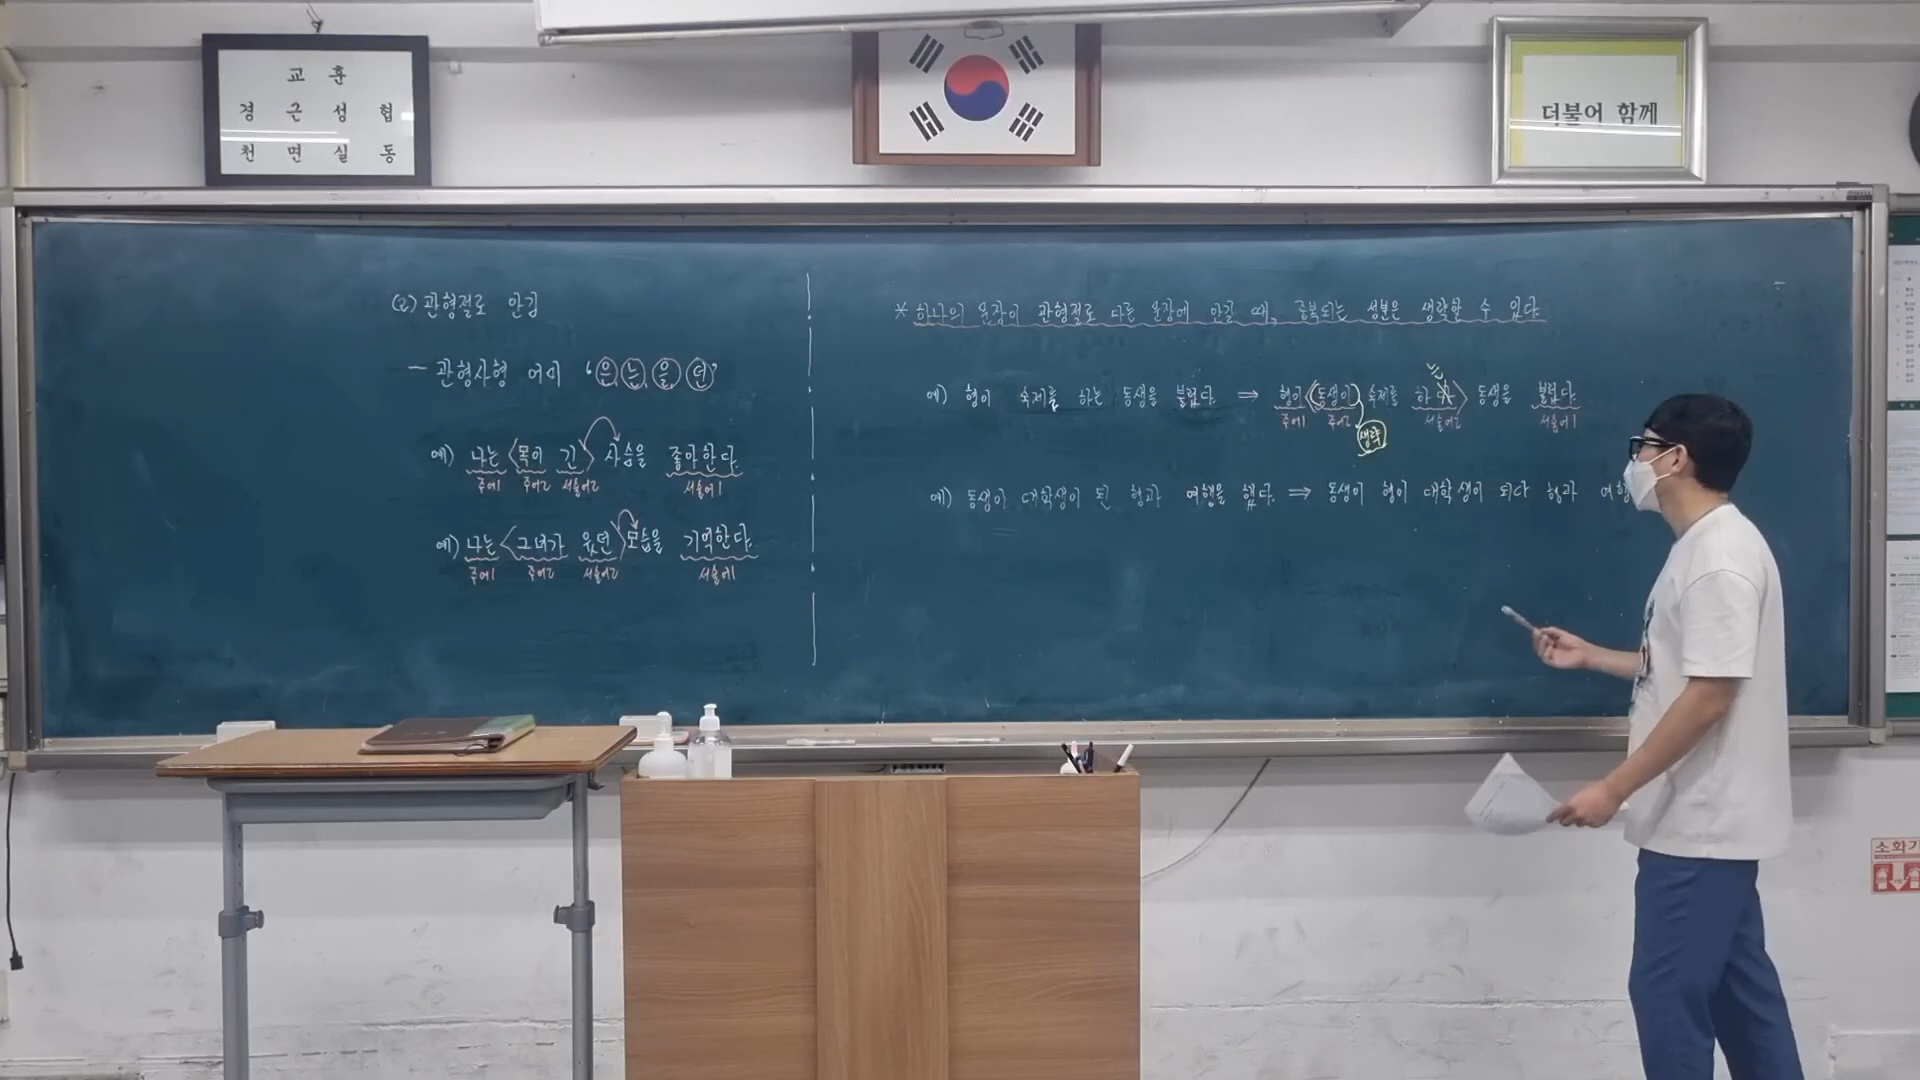 교 훈
경 근 성 협
천 면 실 동
더불어 함께
(2) 관형절로 안김
- 관형사형 어미 '은, 는, 을, 던'
예) 나는 <목이 긴> 사슴을 좋아한다.
주어1 주어2 서술어2 서술어1
예) 나는 <그녀가 웃던> 모습을 기억한다.
주어1 주어2 서술어2 서술어1
* 하나의 문장이 관형절로 다른 문장에 안길 때, 중복되는 성분은 생략할 수 있다.
예) 형이 숙제를 하는 동생을 불렀다. ⇒ 형이 <(동생이) 숙제를 하다> 동생을 불렀다.
는
주어1 주어2 서술어2 서술어1
생략
예) 동생이 대학생이 된 형과 여행을 했다. ⇒ 동생이 형이 대학생이 되다 형과 여행
소화기